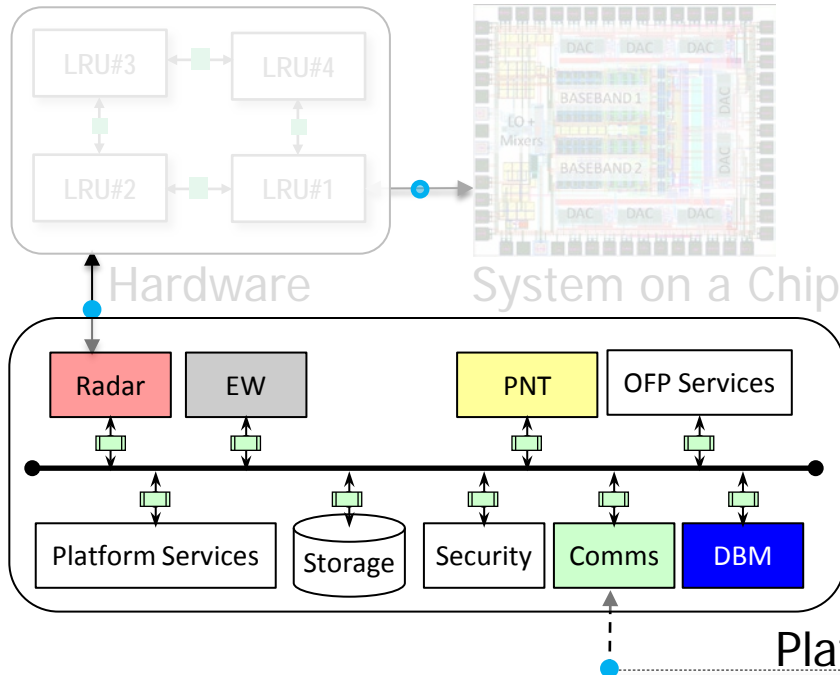 LRU#3
LRU#4
LRU#2
LRU#1
DAC DAC DAC
BASEBAND 1
DAC
Mixers
BASEBAND 2
DAC
DAC DAC DAC
Hardware
System on a Chip
Radar
EW
PNT
OFP Services
Platform Services
Storage
Security
Comms
DBM